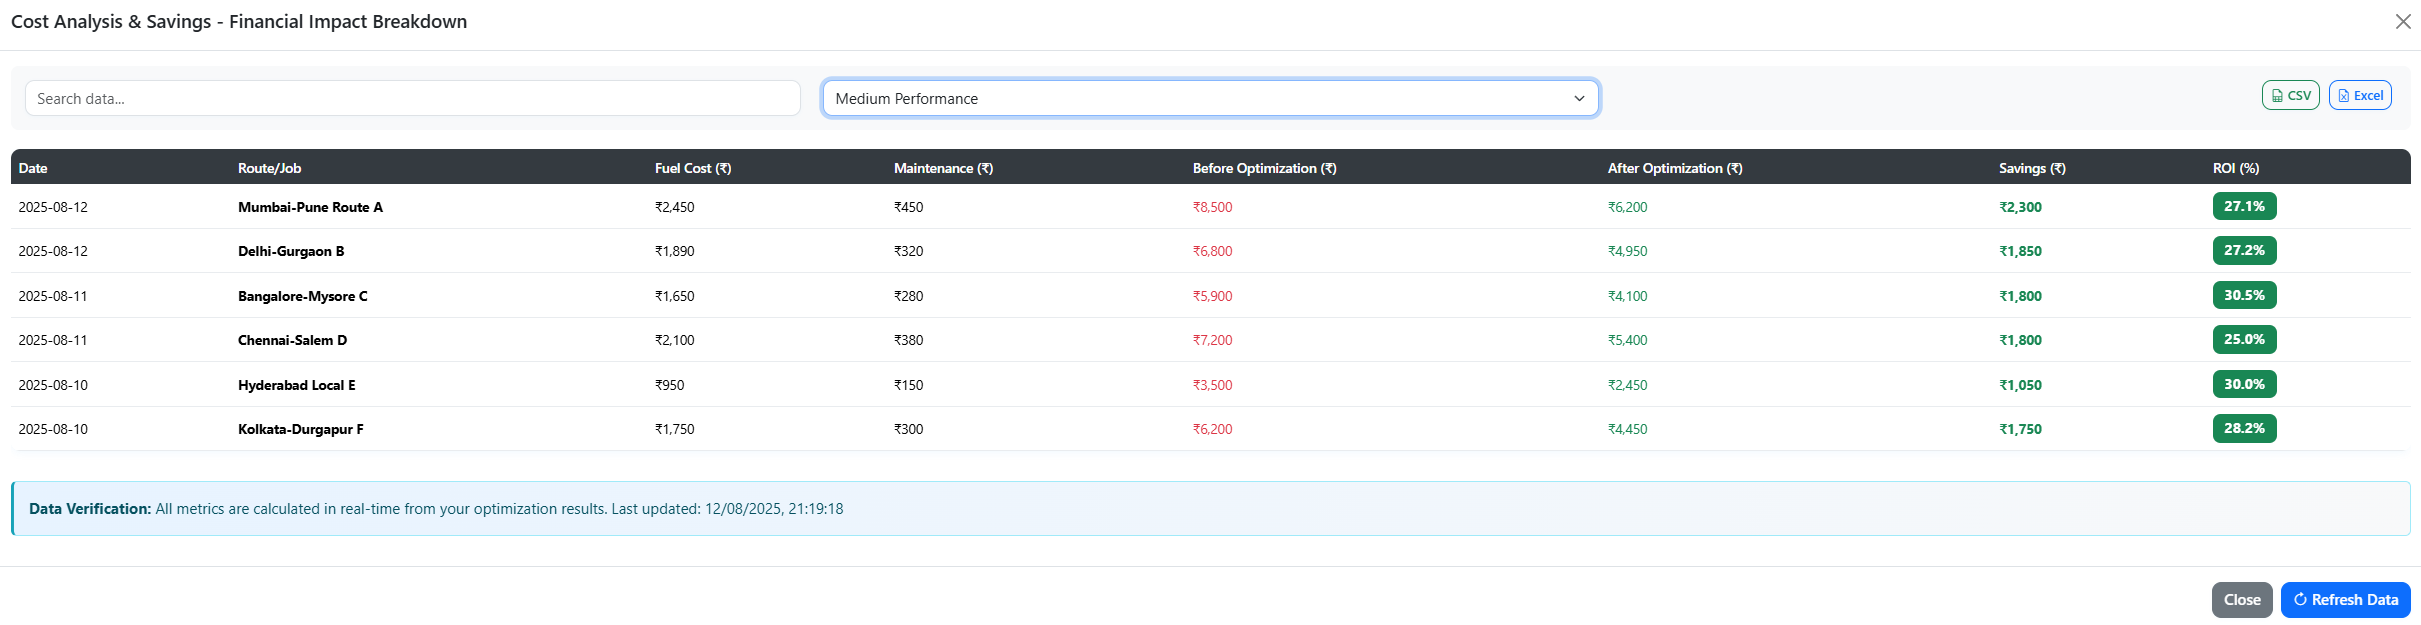 Cost Analysis & Savings - Financial Impact Breakdown
Search data...
Medium Performance
CSV
Excel
Date Route/Job Fuel Cost (₹) Maintenance (₹) Before Optimization (₹) After Optimization (₹) Savings (₹) ROI (%)
2025-08-12 Mumbai-Pune Route A ₹2,450 ₹450 ₹8,500 ₹6,200 ₹2,300 27.1%
2025-08-12 Delhi-Gurgaon B ₹1,890 ₹320 ₹6,800 ₹4,950 ₹1,850 27.2%
2025-08-11 Bangalore-Mysore C ₹1,650 ₹280 ₹5,900 ₹4,100 ₹1,800 30.5%
2025-08-11 Chennai-Salem D ₹2,100 ₹380 ₹7,200 ₹5,400 ₹1,800 25.0%
2025-08-10 Hyderabad Local E ₹950 ₹150 ₹3,500 ₹2,450 ₹1,050 30.0%
2025-08-10 Kolkata-Durgapur F ₹1,750 ₹300 ₹6,200 ₹4,450 ₹1,750 28.2%
Data Verification: All metrics are calculated in real-time from your optimization results. Last updated: 12/08/2025, 21:19:18
Close
Refresh Data